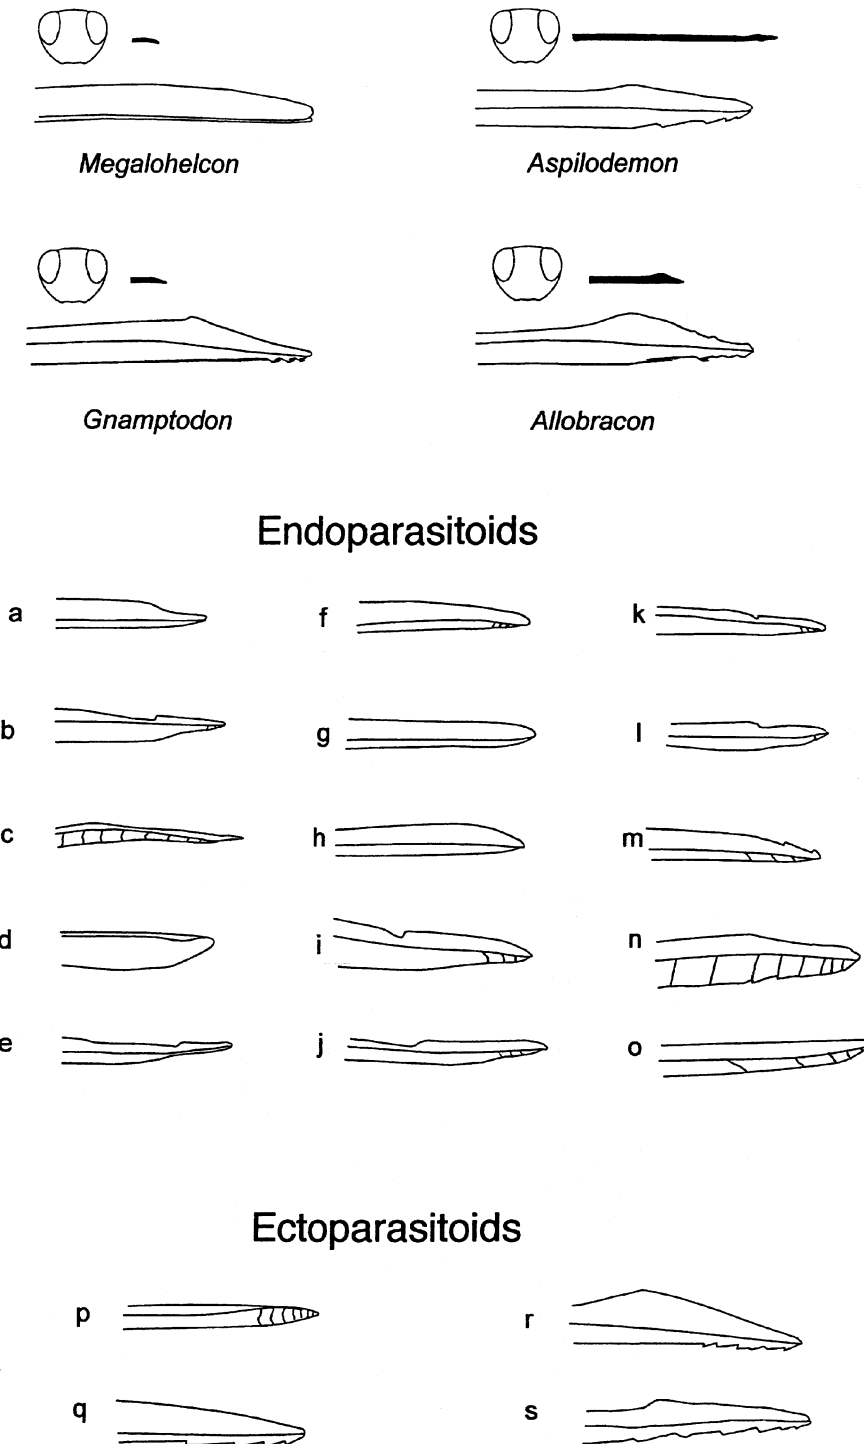 Megalohelcon
Aspilodemon
Gnamptodon
Allobracon
Endoparasitoids
a
f
k
b
g
l
c
h
m
d
i
n
e
j
o
Ectoparasitoids
p
r
q
s